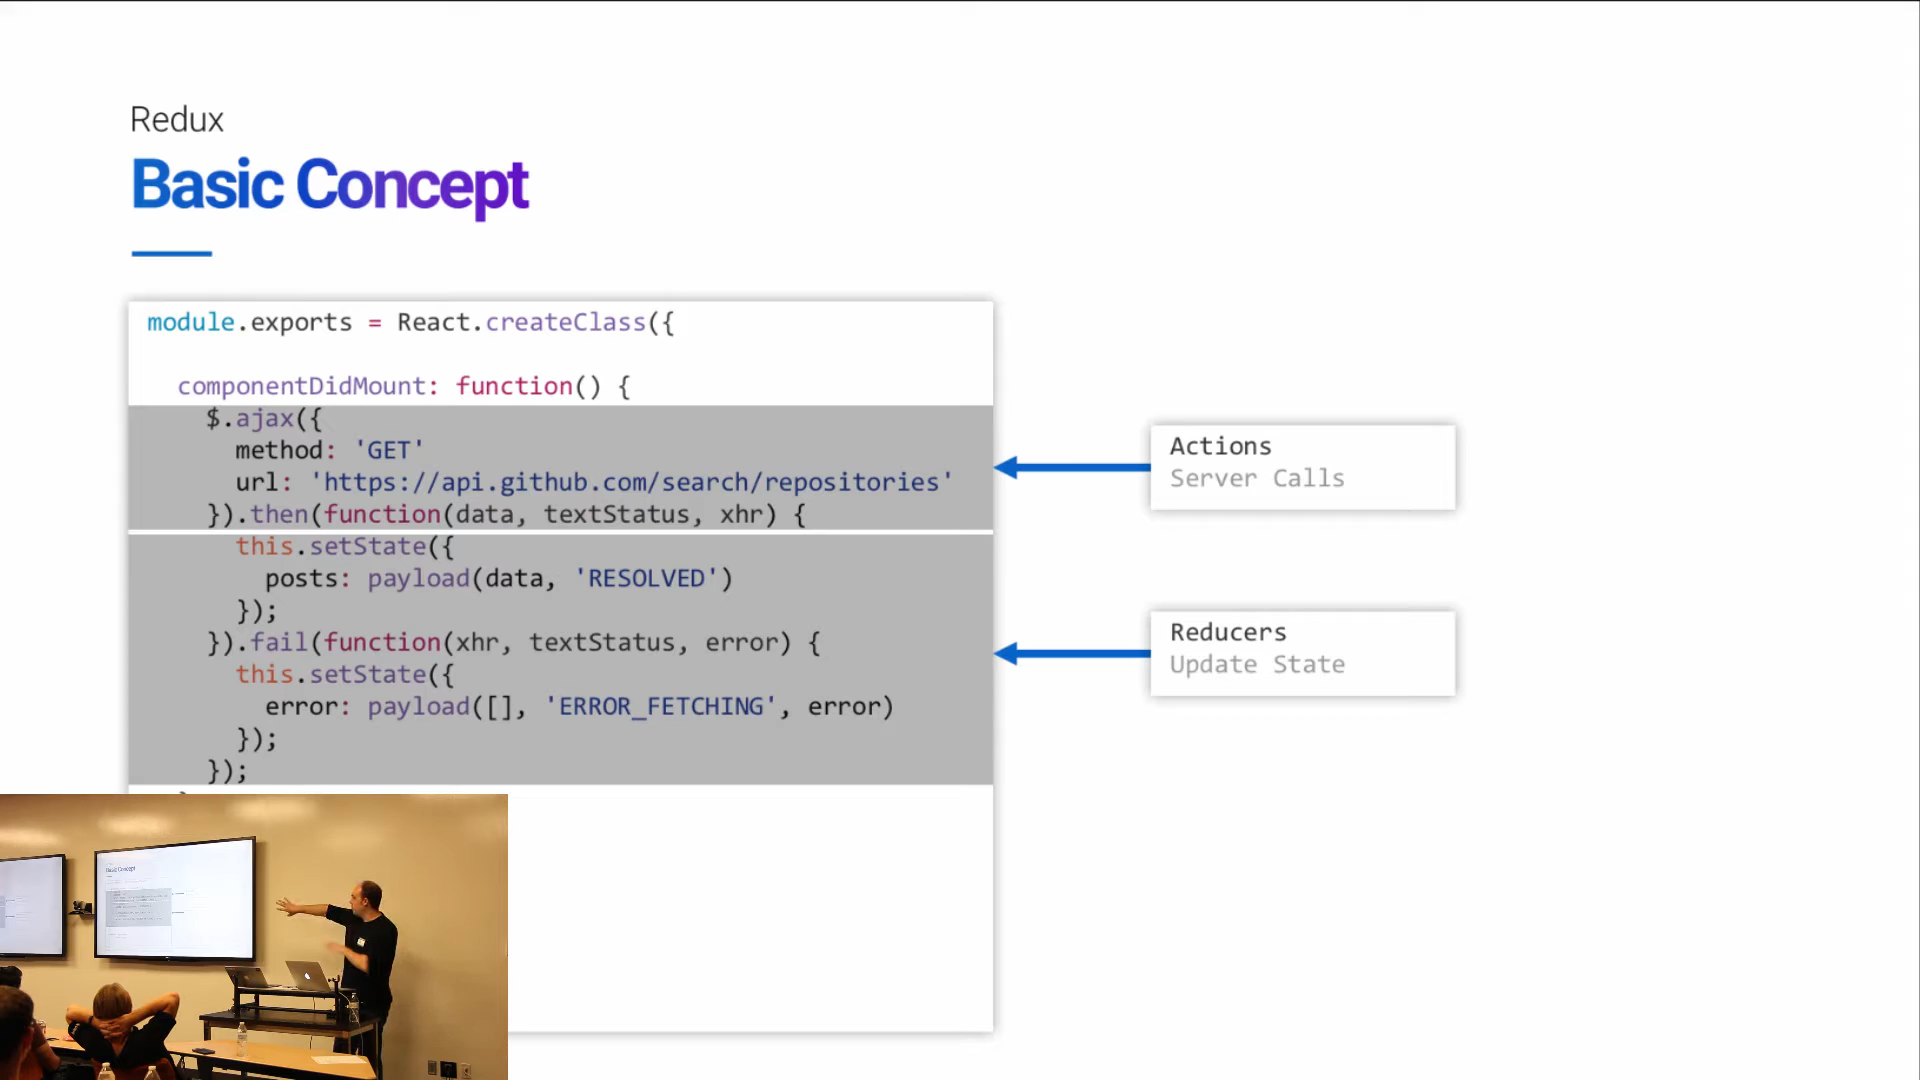 Redux
Basic Concept
module.exports = React.createClass({
componentDidMount: function() {
$.ajax({
method: 'GET'
url: 'https://api.github.com/search/repositories'
}).then(function(data, textStatus, xhr) {
this.setState({
posts: payload(data, 'RESOLVED')
});
}).fail(function(xhr, textStatus, error) {
this.setState({
error: payload([], 'ERROR_FETCHING', error)
});
});
Actions
Server Calls
Reducers
Update State
Basic Concept